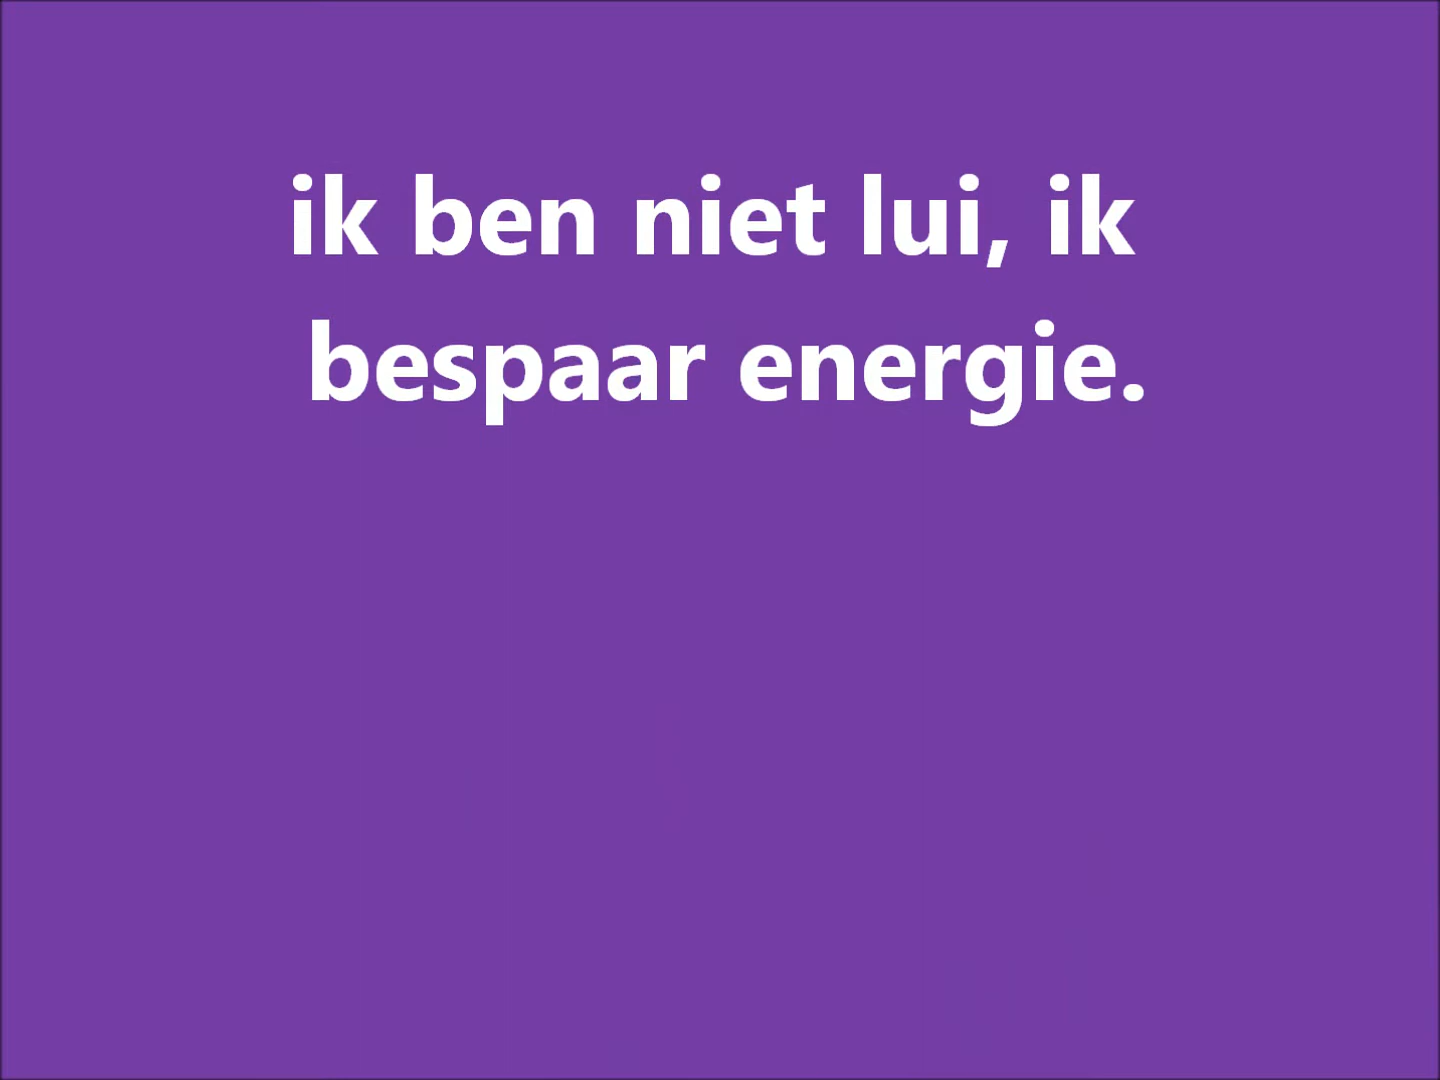 ik ben niet lui, ik
bespaar energie.